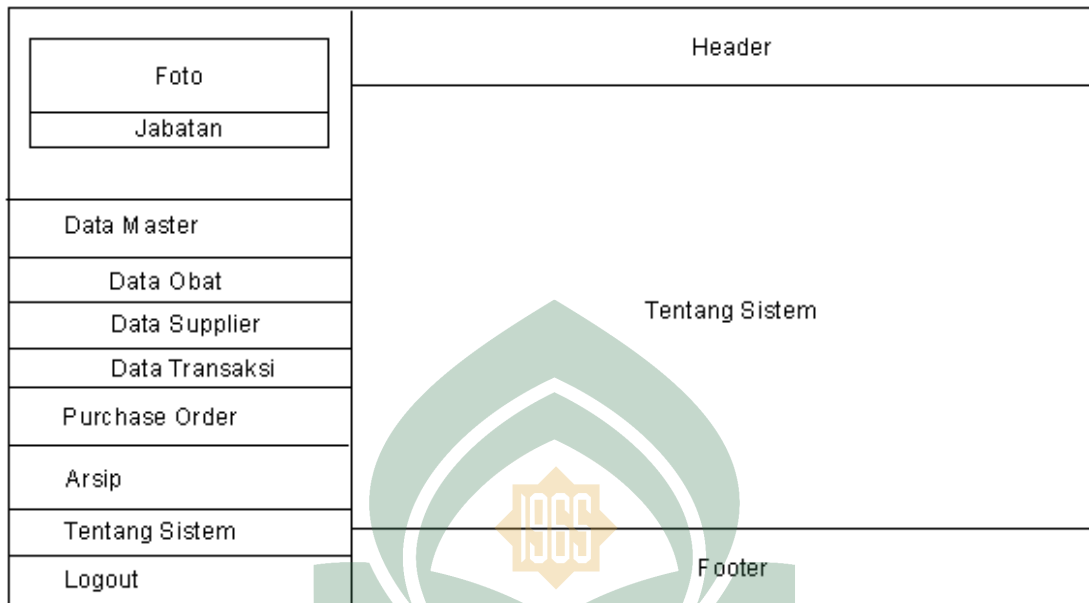 Foto
Jabatan
Data Master
Data Obat
Data Supplier
Data Transaksi
Purchase Order
Arsip
Tentang Sistem
Logout
Header
Tentang Sistem
1965
Footer